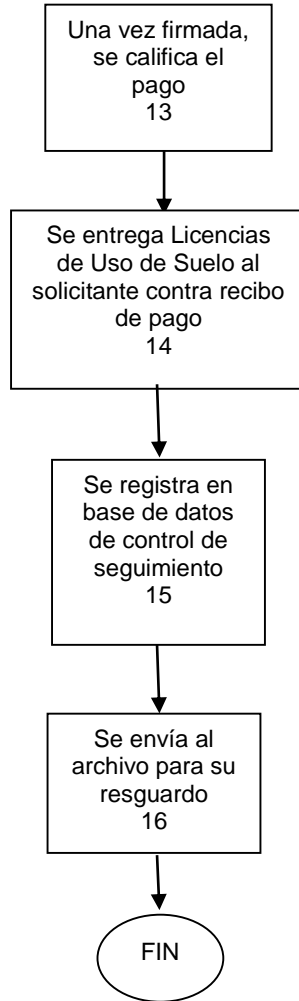 Una vez firmada,
se califica el
pago
13
Se entrega Licencias
de Uso de Suelo al
solicitante contra recibo
de pago
14
Se registra en
base de datos
de control de
seguimiento
15
Se envía al
archivo para su
resguardo
16
FIN